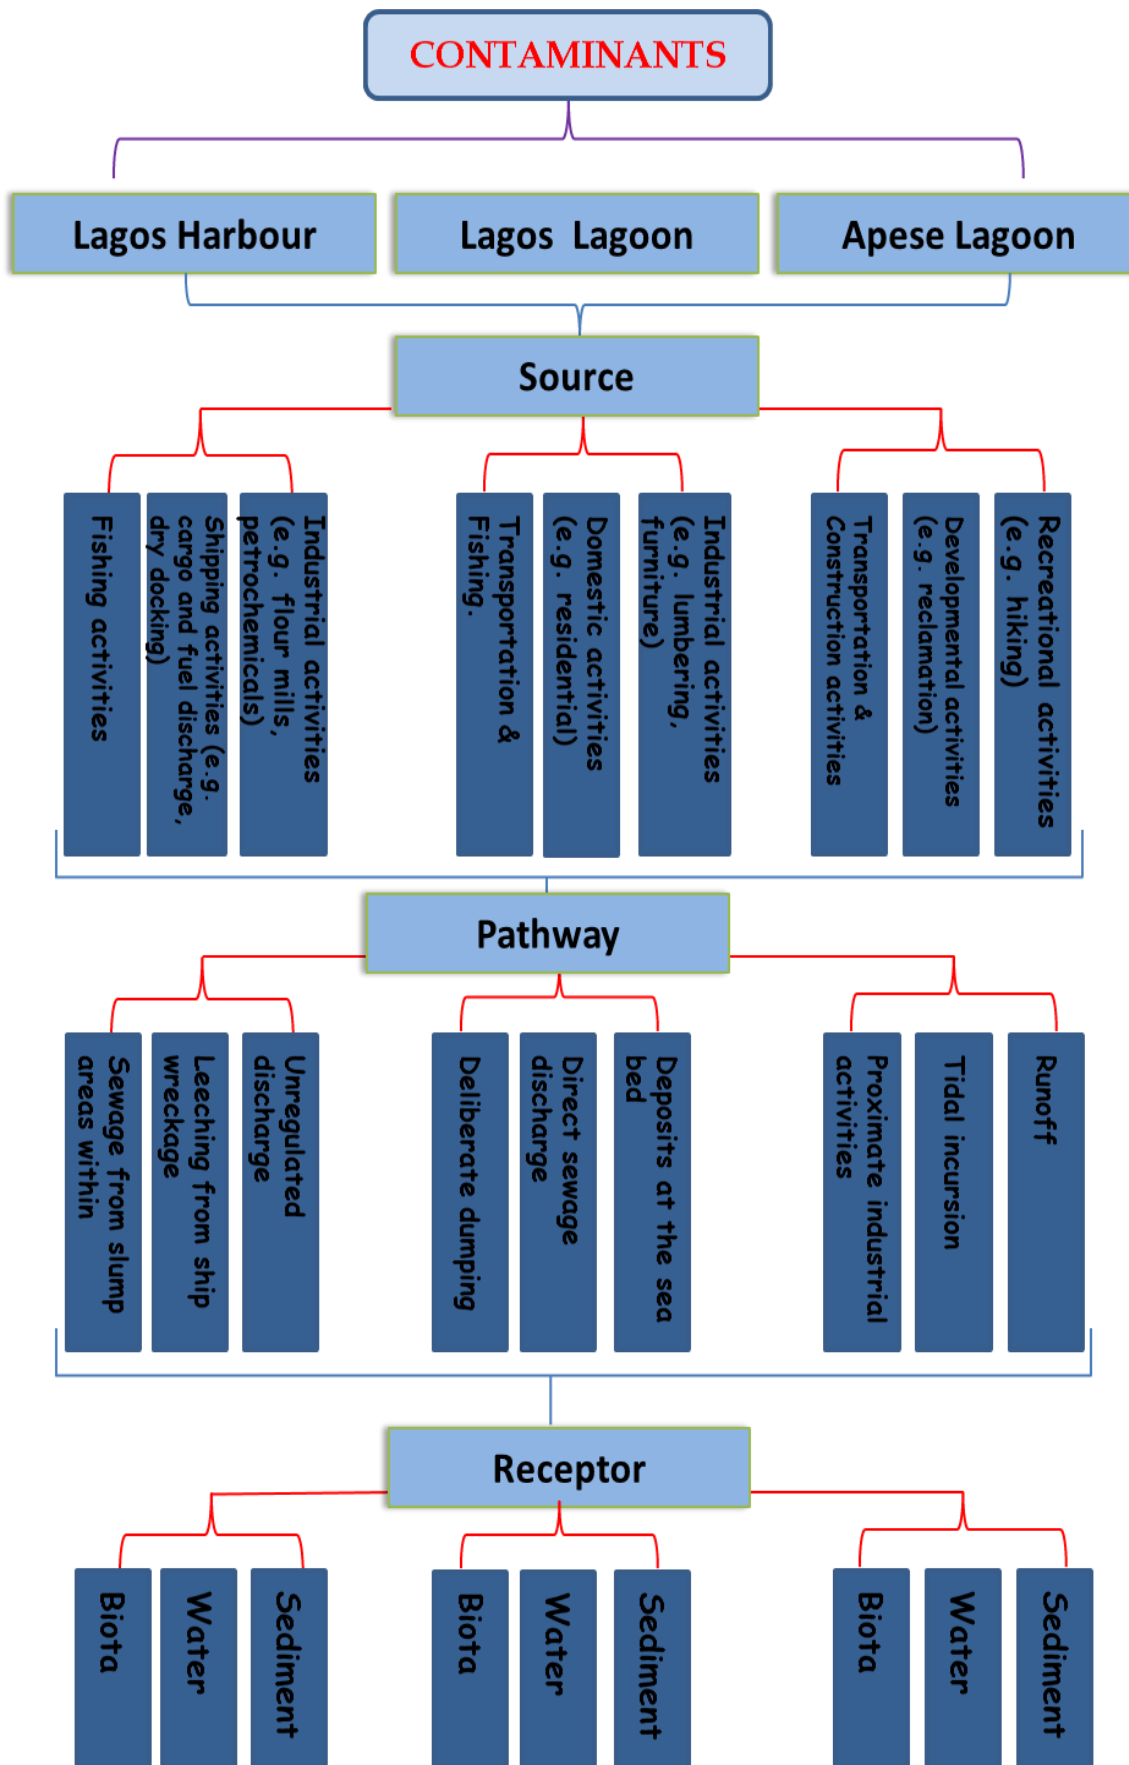 CONTAMINANTS
Lagos Harbour
Lagos Lagoon
Apese Lagoon
Source
Fishing activities
Shipping activities (e.g.
cargo and fuel discharge,
dry docking)
Industrial activities
(e.g. flour mills,
petrochemicals)
Transportation &
Fishing.
Domestic activities
(e.g. residential)
Industrial activities
(e.g. lumbering,
furniture)
Transportation &
Construction activities
Developmental activities
(e.g. reclamation)
Recreational activities
(e.g. hiking)
Pathway
Sewage from slump
areas within
Leeching from ship
wreckage
Unregulated
discharge
Deliberate dumping
Direct sewage
discharge
Deposits at the sea
bed
Proximate industrial
activities
Tidal incursion
Runoff
Receptor
Biota
Water
Sediment
Biota
Water
Sediment
Biota
Water
Sediment